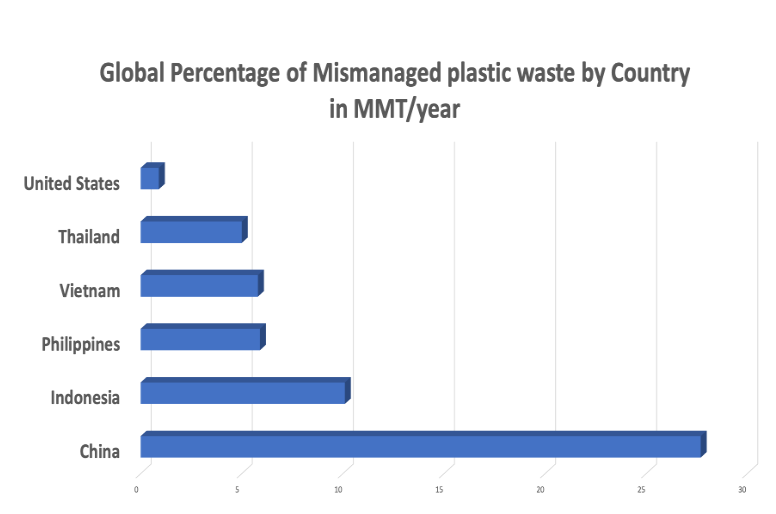 Global Percentage of Mismanaged plastic waste by Country
in MMT/year
United States
Thailand
Vietnam
Philippines
Indonesia
China
0 5 10 15 20 25 30